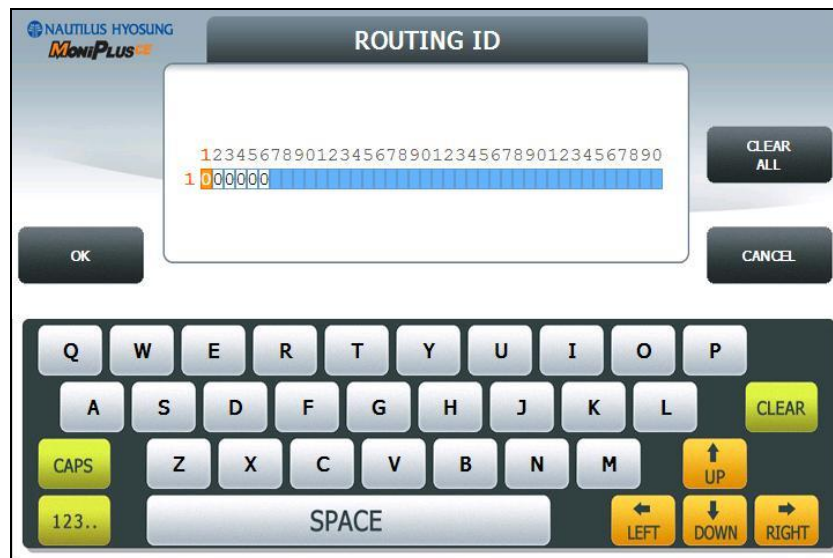 NAUTILUS HYOSUNG
MoniPlus CE
ROUTING ID
1234567890123456789012345678901234567890
1 000000
CLEAR
ALL
OK
CANCEL
Q W E R T Y U I O P
A S D F G H J K L CLEAR
CAPS Z X C V B N M UP
123.. SPACE LEFT DOWN RIGHT